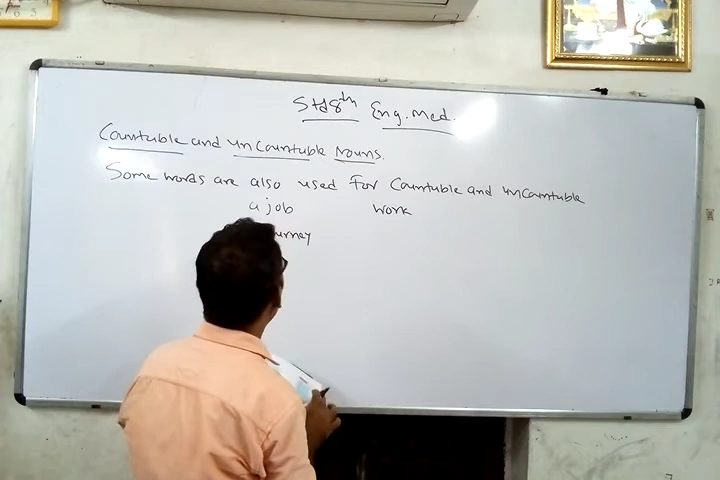 Std 8th Eng. Med.
Countable and unCountable Nouns.
Some words are also used for Countable and unCountable
a job work
urney